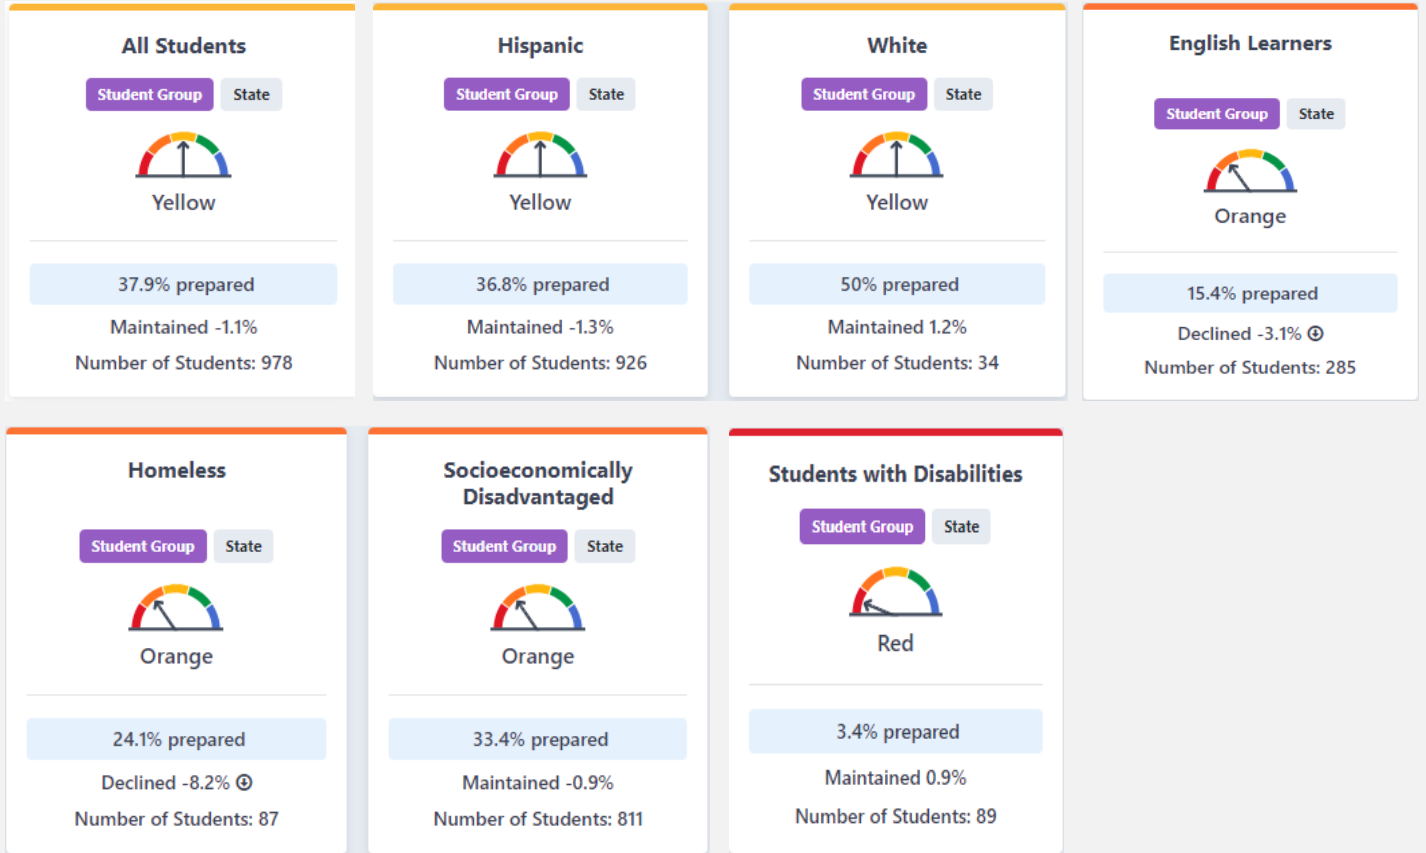 All Students
Student Group State
Yellow
37.9% prepared
Maintained -1.1%
Number of Students: 978
Hispanic
Student Group State
Yellow
36.8% prepared
Maintained -1.3%
Number of Students: 926
White
Student Group State
Yellow
50% prepared
Maintained 1.2%
Number of Students: 34
English Learners
Student Group State
Orange
15.4% prepared
Declined -3.1%
Number of Students: 285
Homeless
Student Group State
Orange
24.1% prepared
Declined -8.2%
Number of Students: 87
Socioeconomically
Disadvantaged
Student Group State
Orange
33.4% prepared
Maintained -0.9%
Number of Students: 811
Students with Disabilities
Student Group State
Red
3.4% prepared
Maintained 0.9%
Number of Students: 89